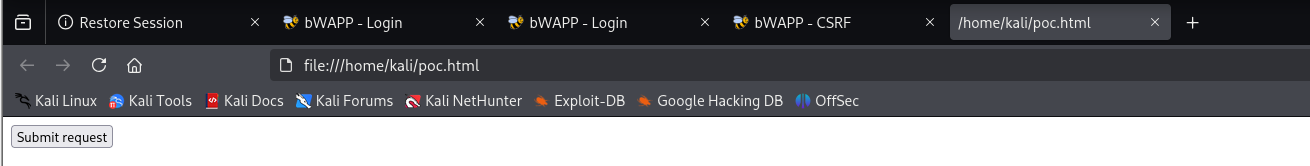 Restore Session bWAPP - Login bWAPP - Login bWAPP - CSRF /home/kali/poc.html
file:///home/kali/poc.html
Kali Linux Kali Tools Kali Docs Kali Forums Kali NetHunter Exploit-DB Google Hacking DB OffSec
Submit request